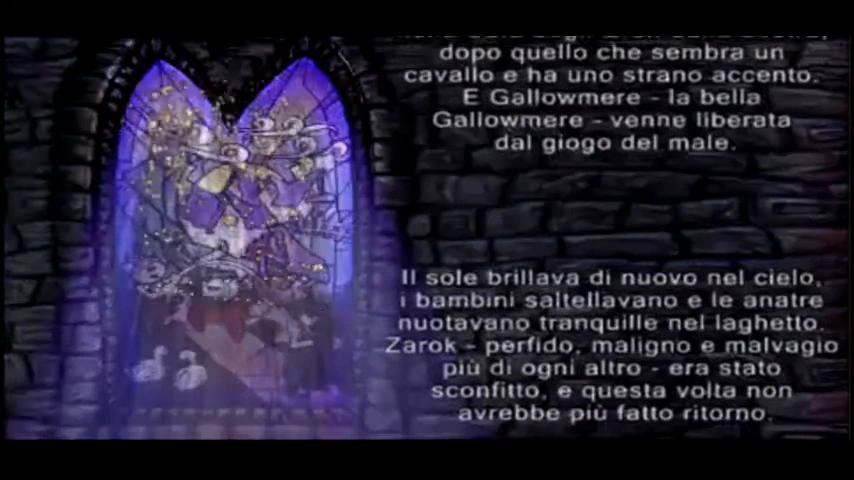 dopo quello che sembra un
cavallo e ha uno strano accento.
E Gallowmere - la bella
Gallowmere - venne liberata
dal giogo del male.
Il sole brillava di nuovo nel cielo,
i bambini saltellavano e le anatre
nuotavano tranquille nel laghetto.
Zarok - perfido, maligno e malvagio
più di ogni altro - era stato
sconfitto, e questa volta non
avrebbe più fatto ritorno.